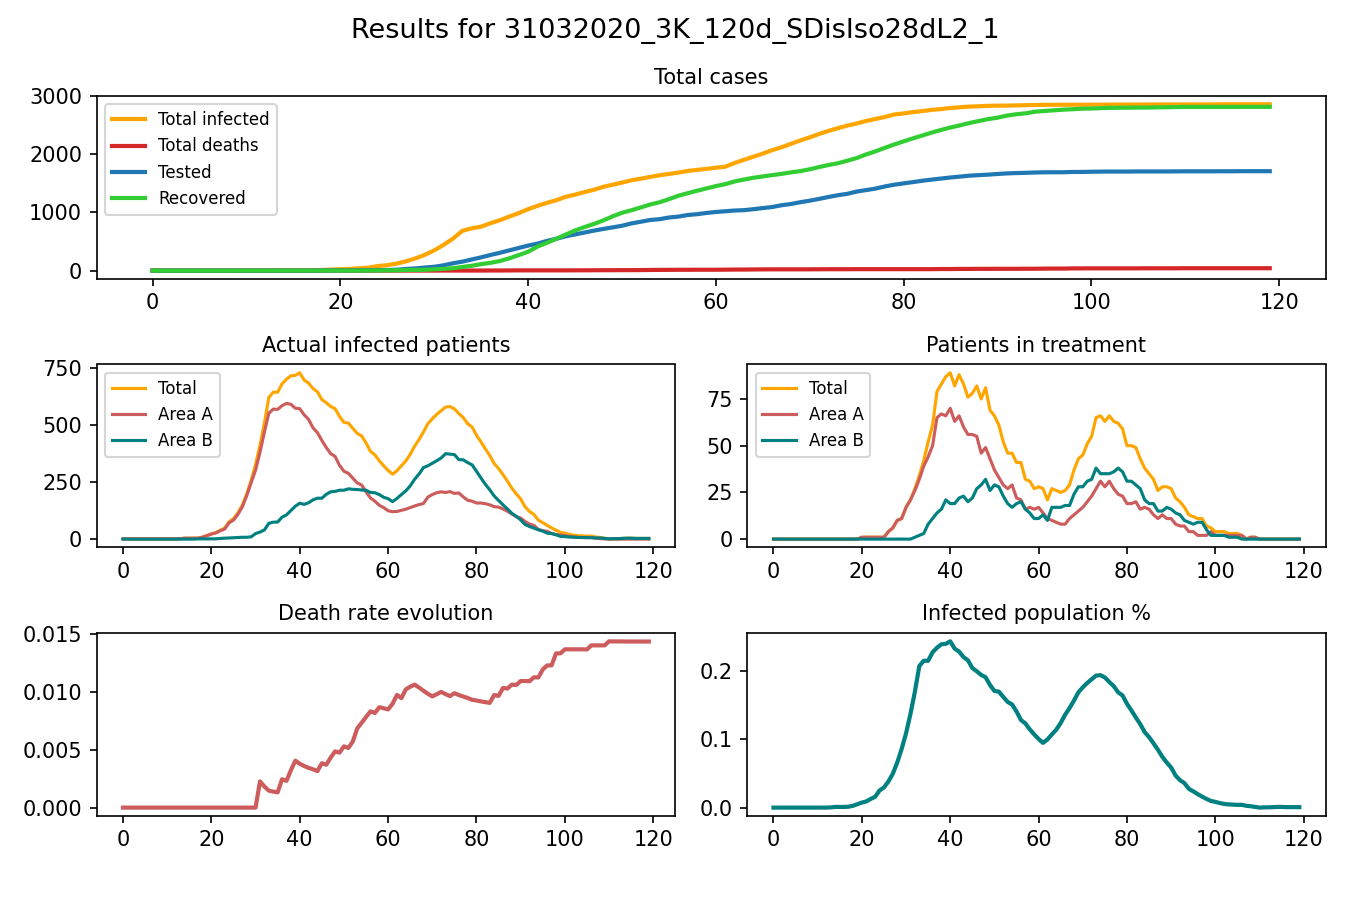 Results for 31032020_3K_120d_SDisIso28dL2_1
Total cases
3000
2000
1000
0
Total infected
Total deaths
Tested
Recovered
0 20 40 60 80 100 120
Actual infected patients
750
500
250
0
Total
Area A
Area B
0 20 40 60 80 100 120
Patients in treatment
75
50
25
0
Total
Area A
Area B
0 20 40 60 80 100 120
Death rate evolution
0.015
0.010
0.005
0.000
0 20 40 60 80 100 120
Infected population %
0.2
0.1
0.0
0 20 40 60 80 100 120